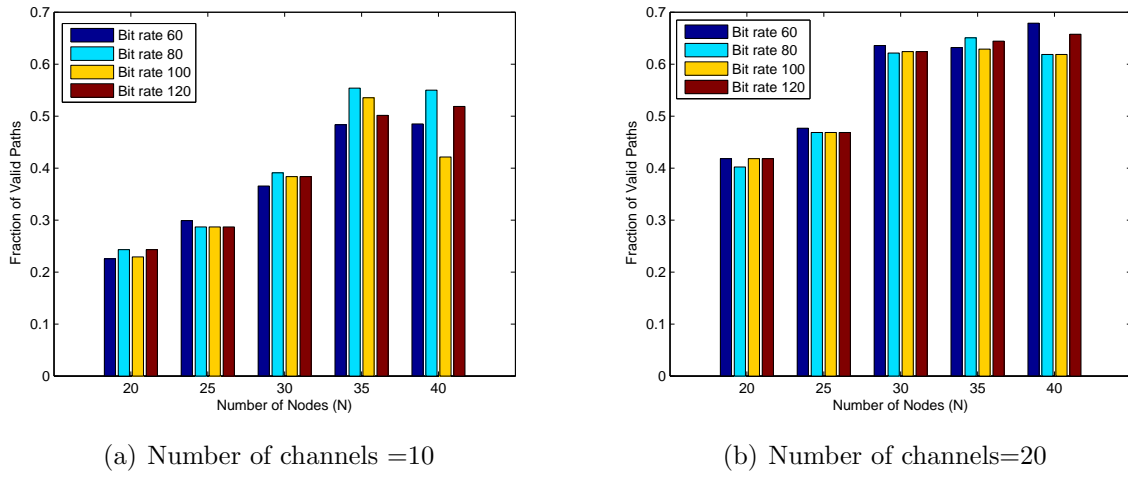 0.7
0.6
0.5
0.4
0.3
0.2
0.1
0
Fraction of Valid Paths
Bit rate 60
Bit rate 80
Bit rate 100
Bit rate 120
20 25 30 35 40
Number of Nodes (N)
(a) Number of channels =10
0.7
0.6
0.5
0.4
0.3
0.2
0.1
0
Fraction of Valid Paths
Bit rate 60
Bit rate 80
Bit rate 100
Bit rate 120
20 25 30 35 40
Number of Nodes (N)
(b) Number of channels=20